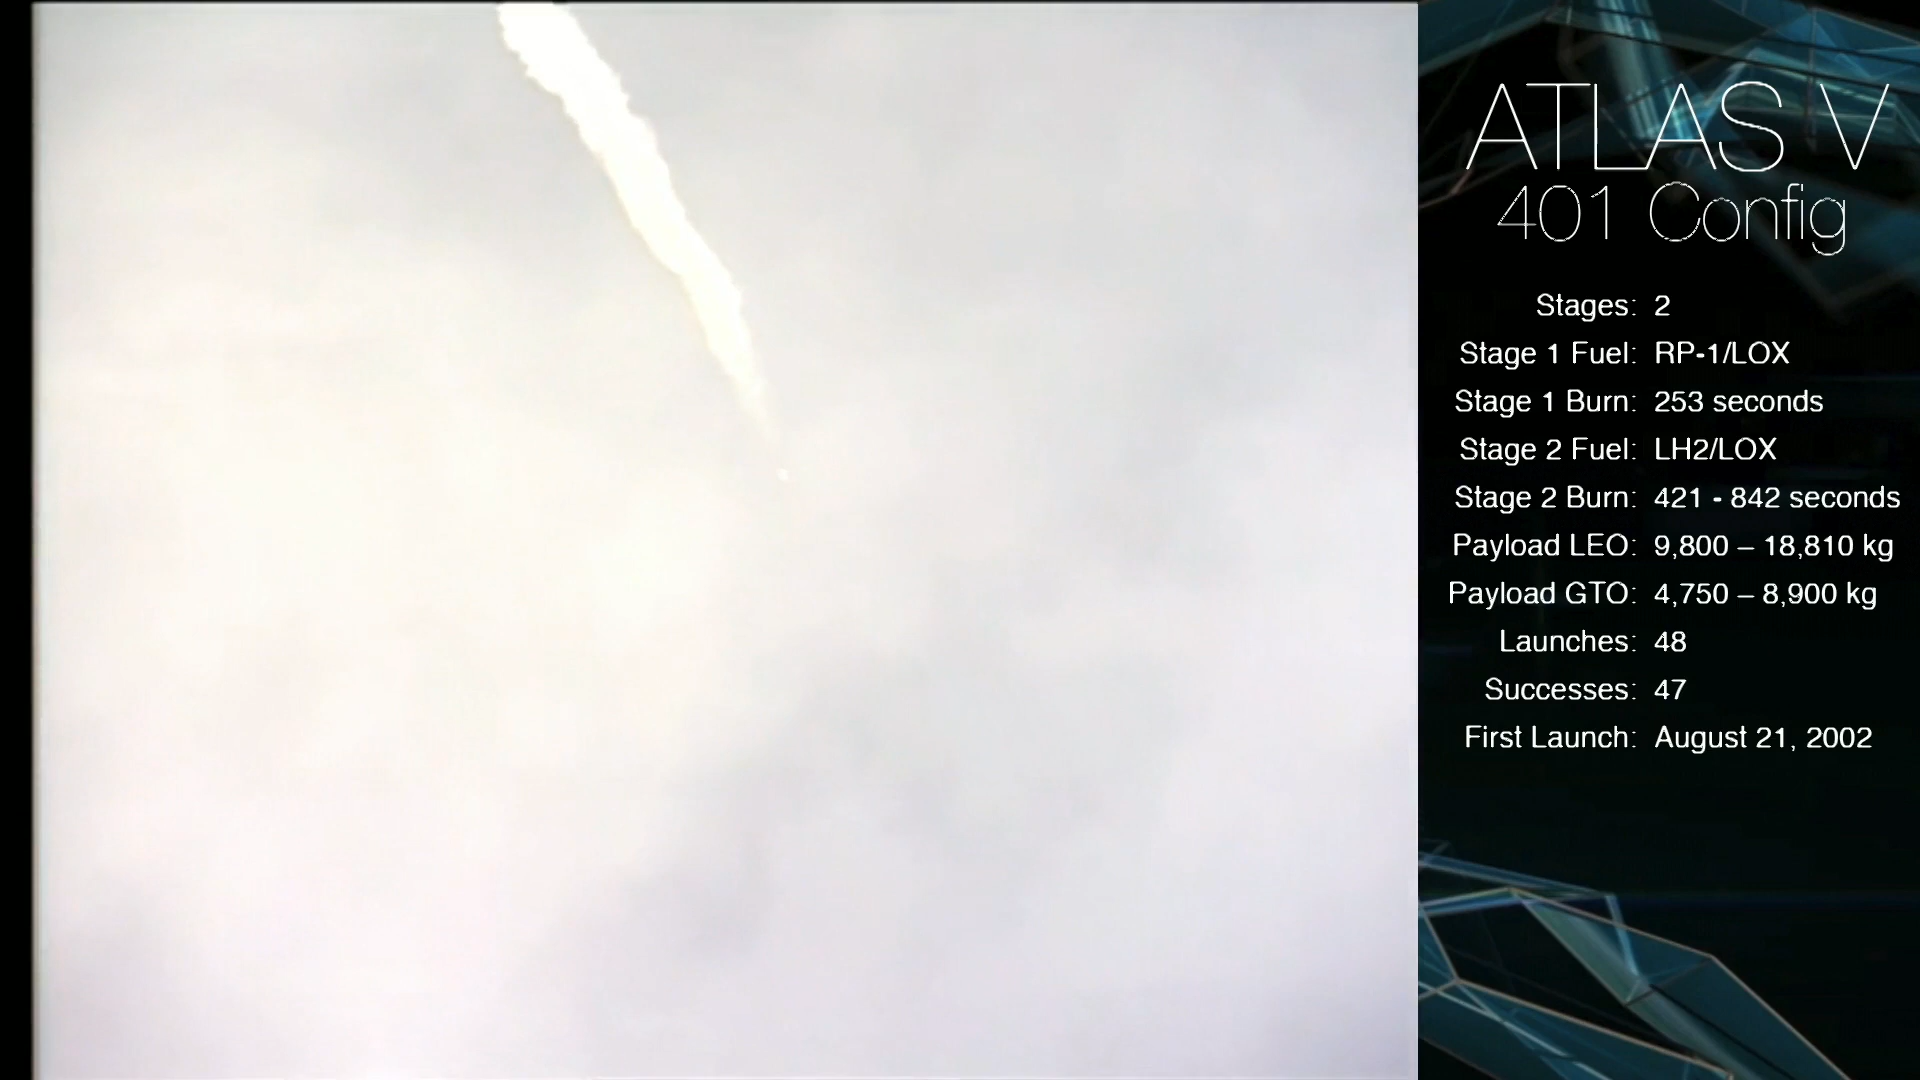 ATLAS V
401 Config
Stages: 2
Stage 1 Fuel: RP-1/LOX
Stage 1 Burn: 253 seconds
Stage 2 Fuel: LH2/LOX
Stage 2 Burn: 421 - 842 seconds
Payload LEO: 9,800 – 18,810 kg
Payload GTO: 4,750 – 8,900 kg
Launches: 48
Successes: 47
First Launch: August 21, 2002